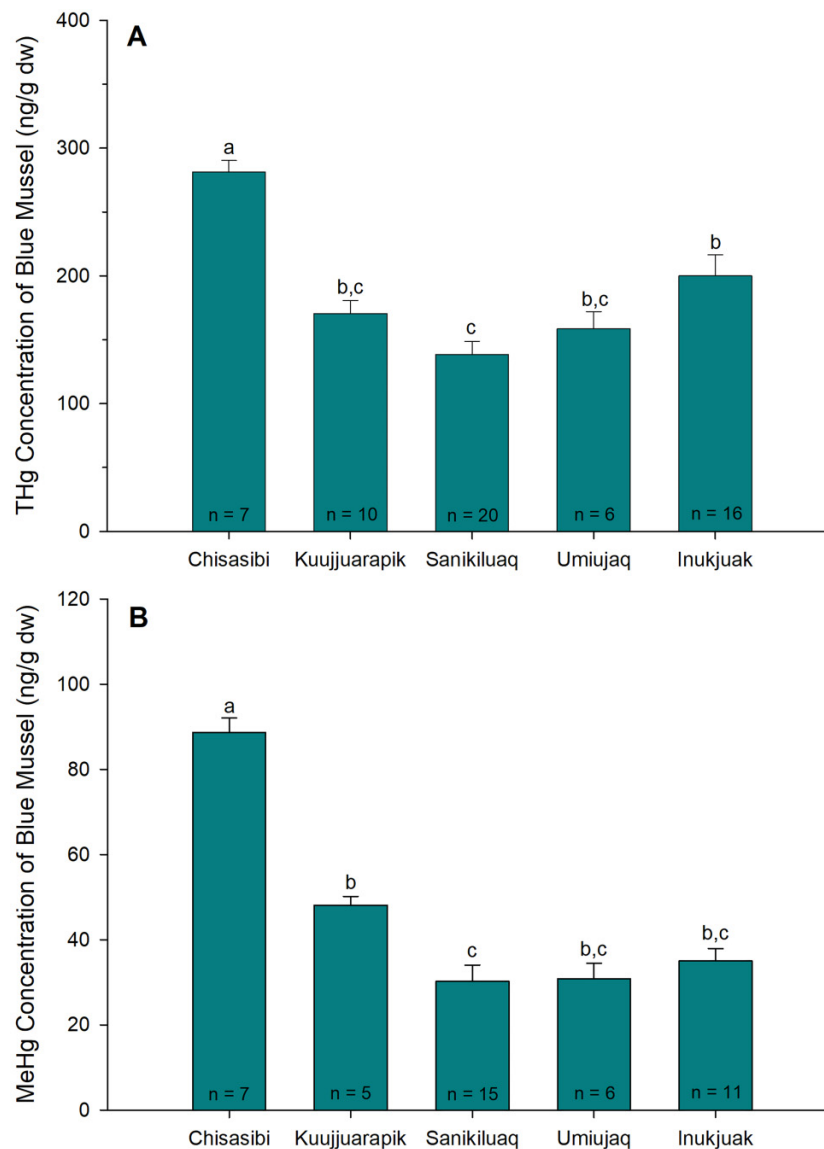 A
THg Concentration of Blue Mussel (ng/g dw)
400
300
200
100
0
a
b,c
c
b,c
b
n = 7
n = 10
n = 20
n = 6
n = 16
Chisasibi
Kuujjuarapik
Sanikiluaq
Umiujaq
Inukjuak
B
MeHg Concentration of Blue Mussel (ng/g dw)
120
100
80
60
40
20
0
a
b
c
b,c
b,c
n = 7
n = 5
n = 15
n = 6
n = 11
Chisasibi
Kuujjuarapik
Sanikiluaq
Umiujaq
Inukjuak